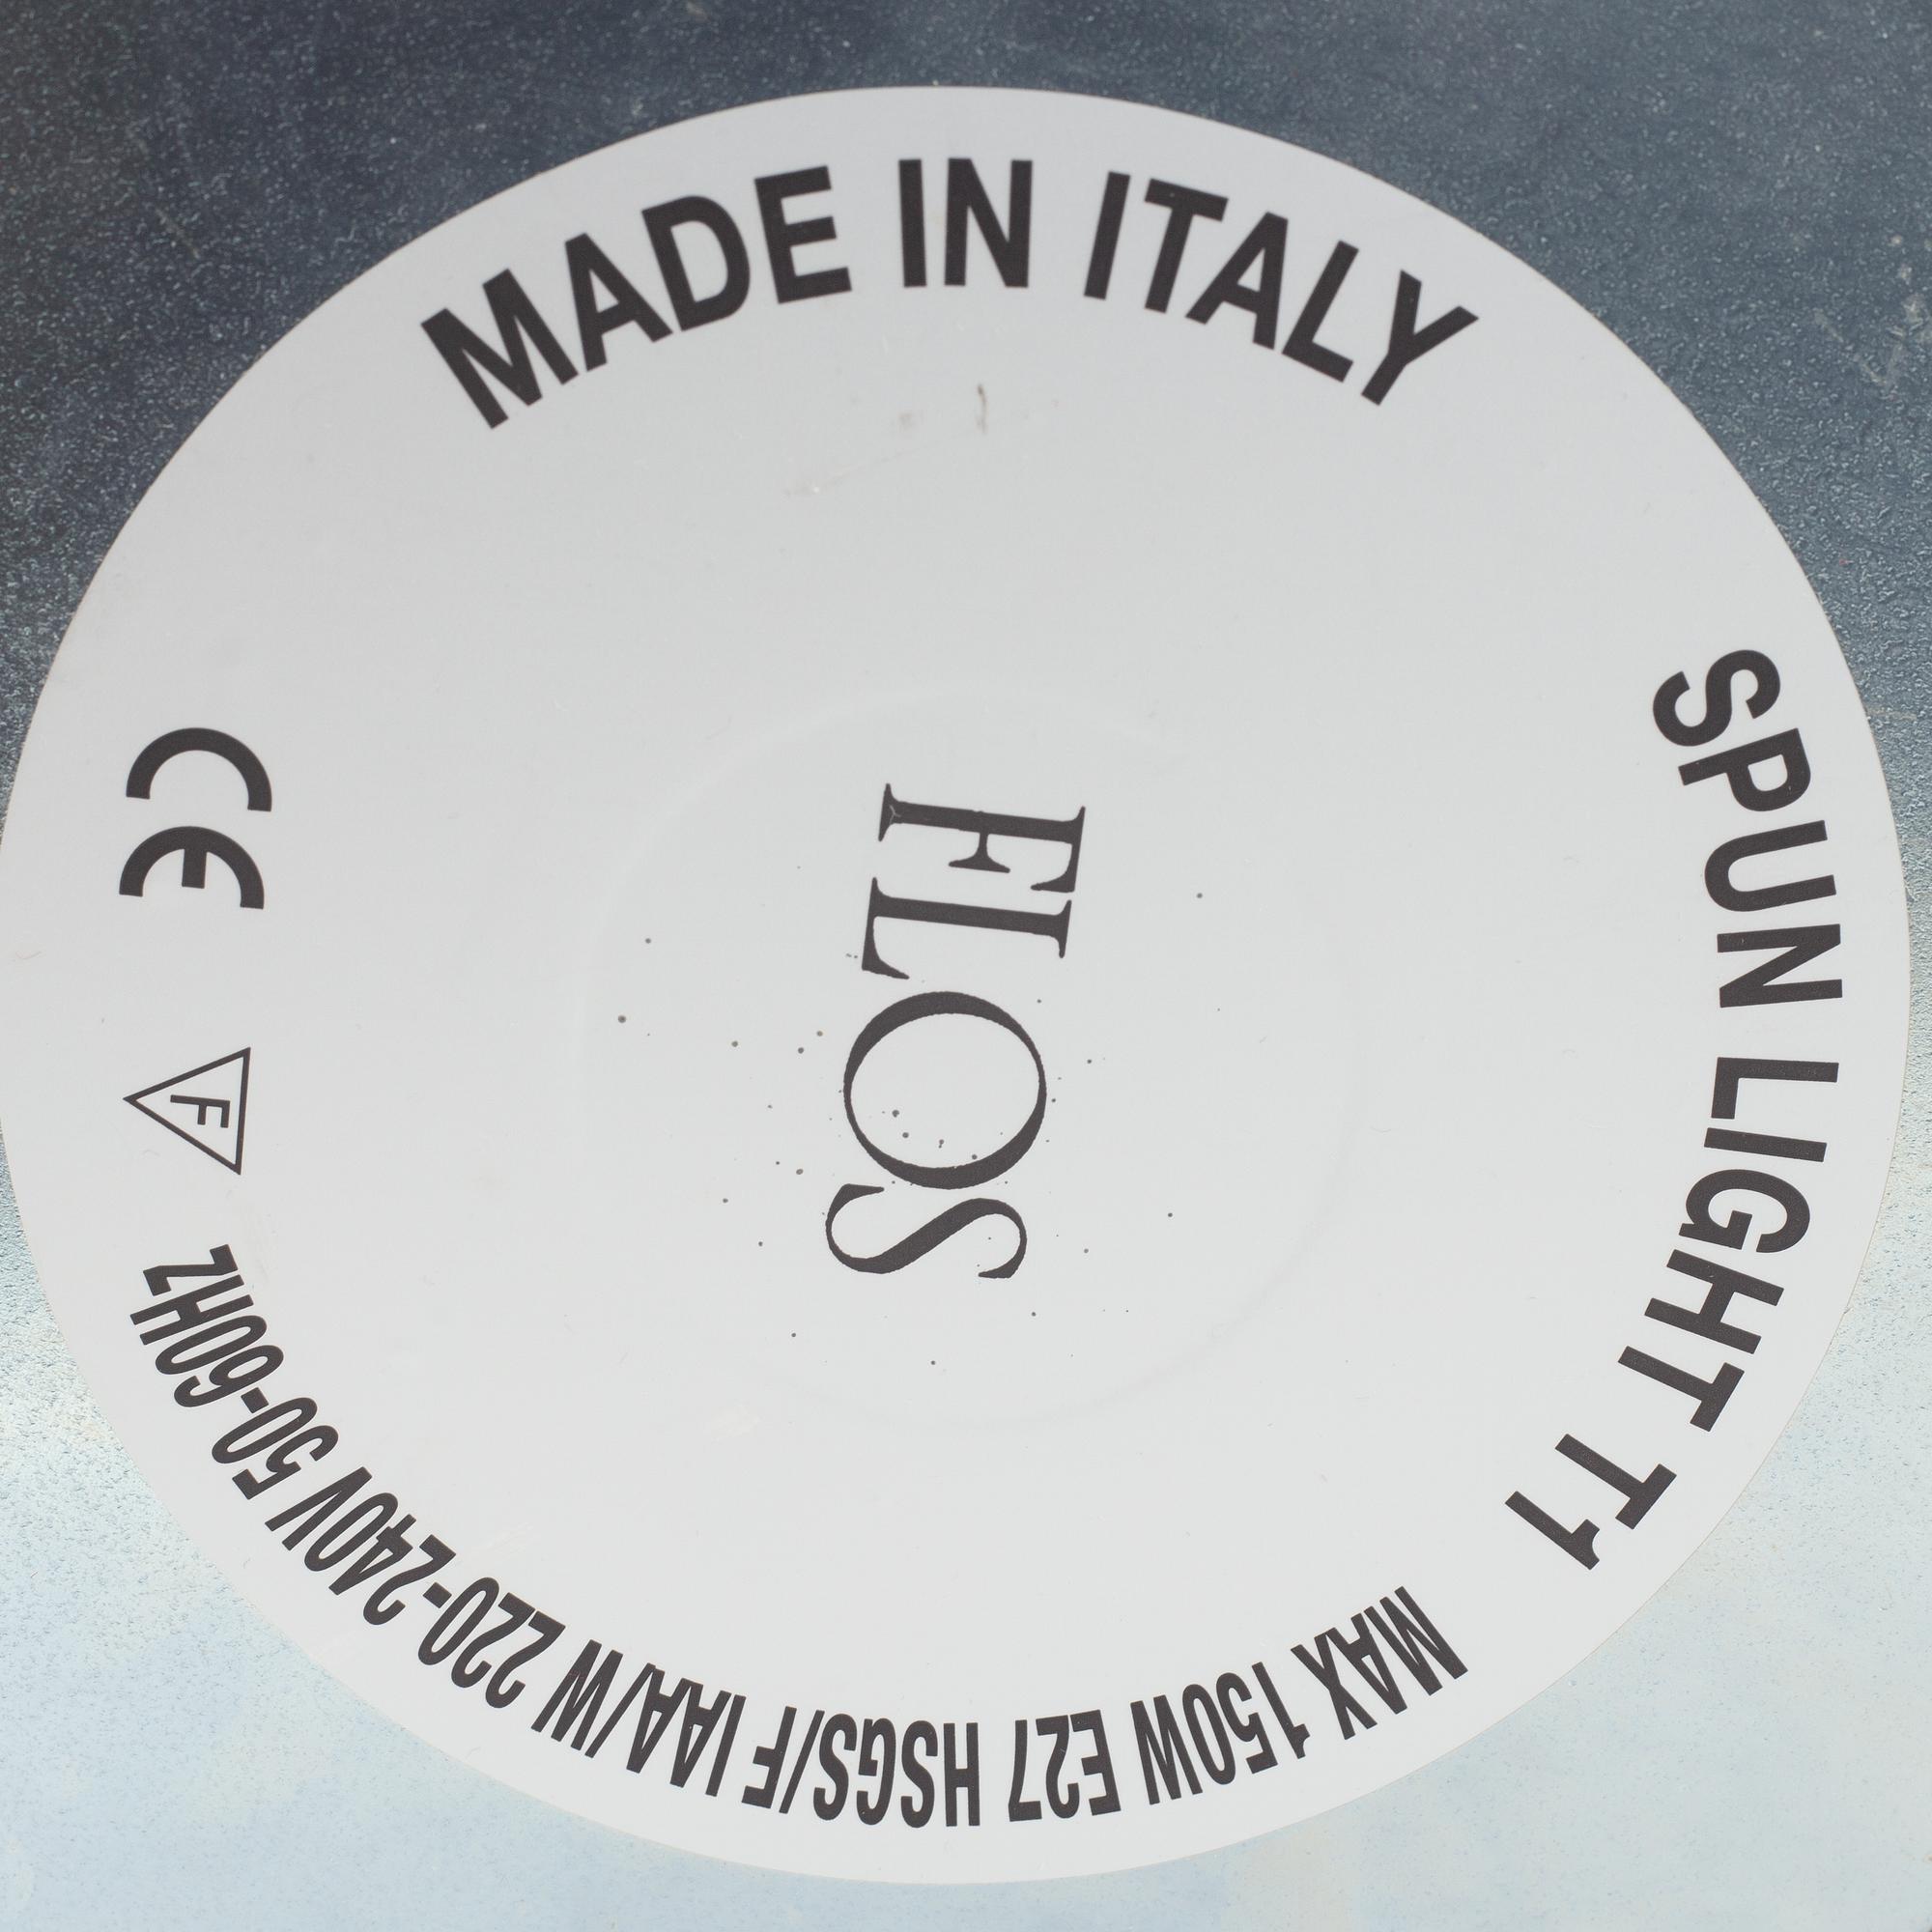 MADE IN ITALY
SPUN LIGHT T1
MAX 150W E27 HSGS/F IAA/W 220-240V 50-60HZ
F
CE
FLOS